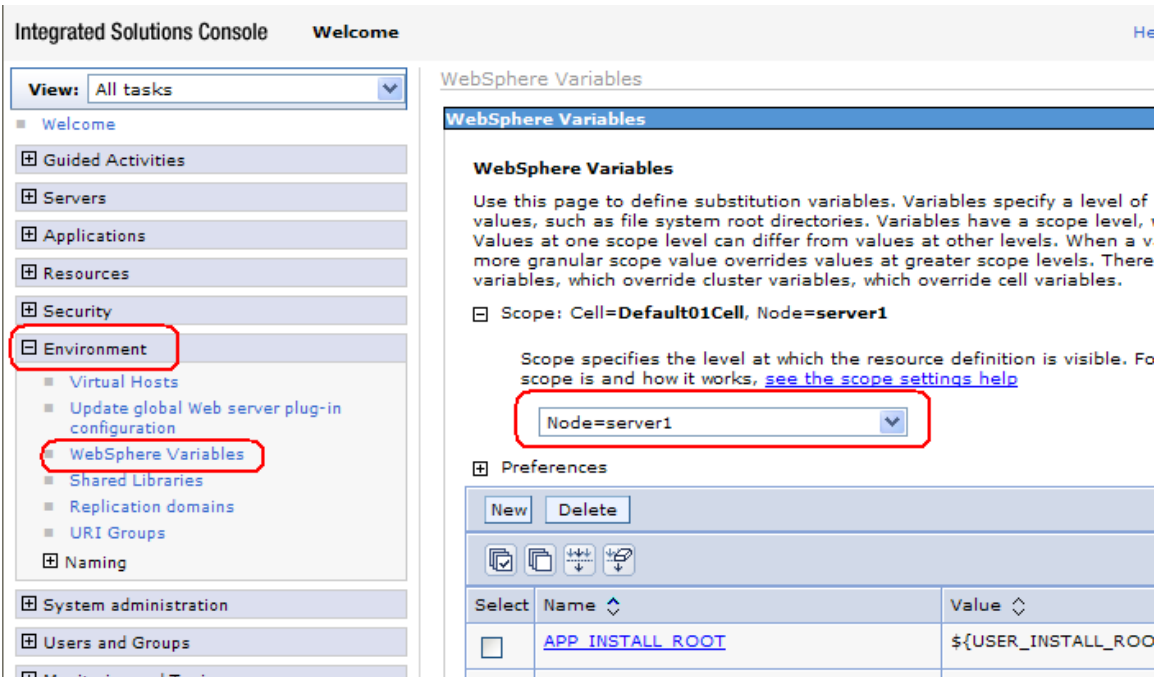 Integrated Solutions Console Welcome
View: All tasks
Welcome
Guided Activities
Servers
Applications
Resources
Security
Environment
Virtual Hosts
Update global Web server plug-in
configuration
WebSphere Variables
Shared Libraries
Replication domains
URI Groups
Naming
System administration
Users and Groups
WebSphere Variables
WebSphere Variables
WebSphere Variables
Use this page to define substitution variables. Variables specify a level of
values, such as file system root directories. Variables have a scope level,
Values at one scope level can differ from values at other levels. When a
more granular scope value overrides values at greater scope levels. There
variables, which override cluster variables, which override cell variables.
Scope: Cell=Default01Cell, Node=server1
Scope specifies the level at which the resource definition is visible.
scope is and how it works, see the scope settings help
Node=server1
Preferences
New Delete
Select Name Value
APP_INSTALL_ROOT ${USER_INSTALL_ROO